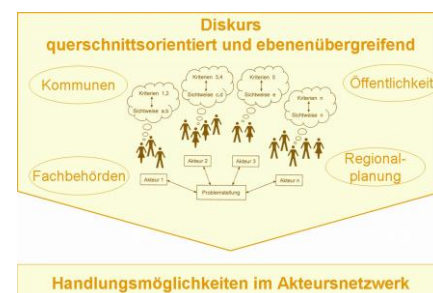 Diskurs
querschnittsorientiert und ebenenübergreifend
Kommunen
Öffentlichkeit
Kriterien 1,2
Sichtweise a,b
Kriterien 3,4
Sichtweise c,d
Kriterien 5
Sichtweise e
Kriterien n
Sichtweise n
Fachbehörden
Regional-
planung
Akteur 1
Akteur 2
Akteur 3
Akteur n
Problemstellung
Handlungsmöglichkeiten im Akteursnetzwerk